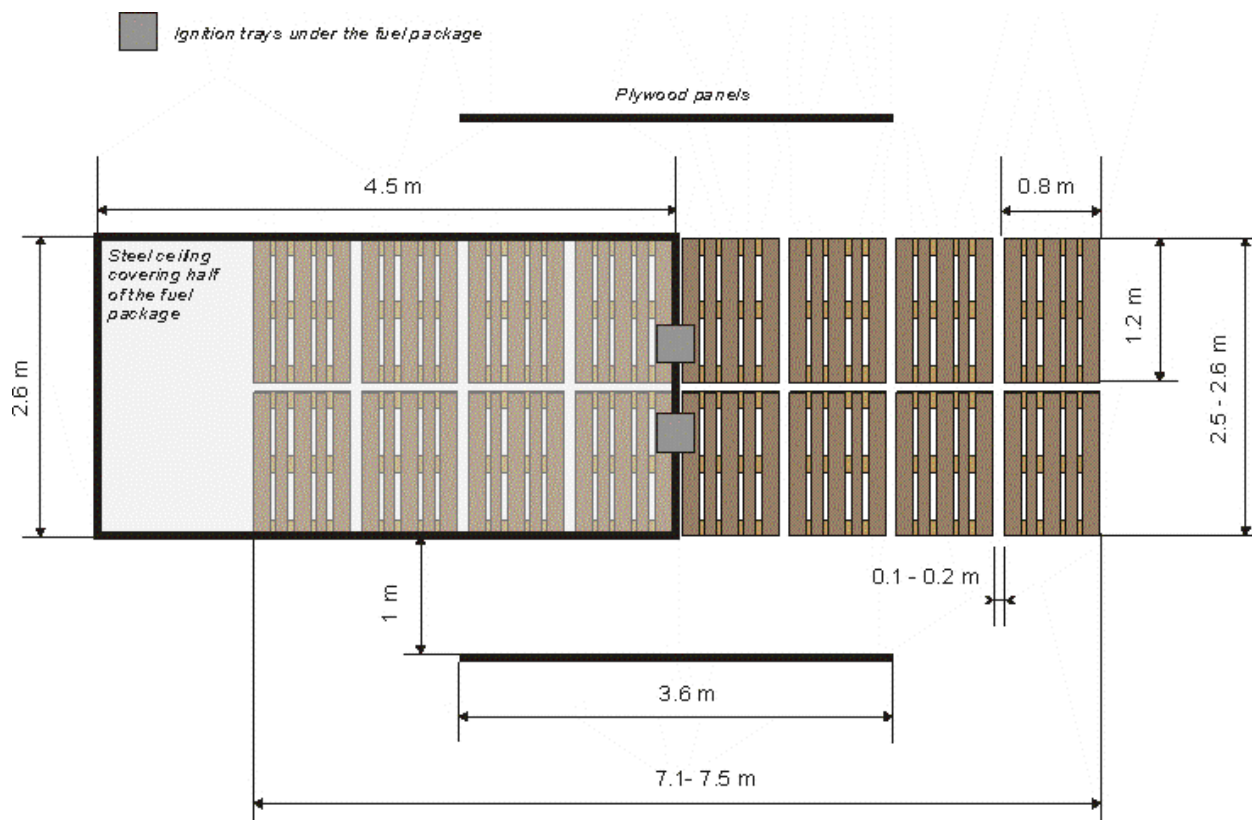 Ignition trays under the fuel package
Plywood panels
4.5 m
0.8 m
Steel ceiling
covering half
of the fuel
package
2.6 m
1.2 m
2.5 - 2.6 m
0.1 - 0.2 m
1 m
3.6 m
7.1- 7.5 m